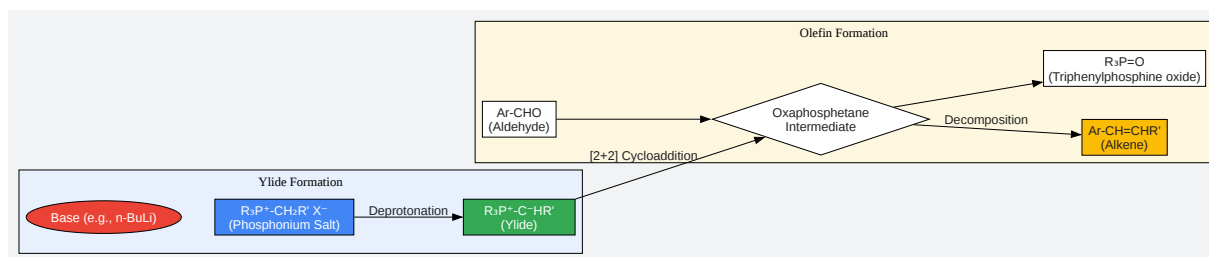 Olefin Formation
R₃P=O
(Triphenylphosphine oxide)
Ar-CHO
(Aldehyde)
Oxaphosphetane
Intermediate
Decomposition
Ar-CH=CHR'
(Alkene)
[2+2] Cycloaddition
Ylide Formation
Base (e.g., n-BuLi)
R₃P⁺-CH₂R' X⁻
(Phosphonium Salt)
Deprotonation
R₃P⁺-C⁻HR'
(Ylide)